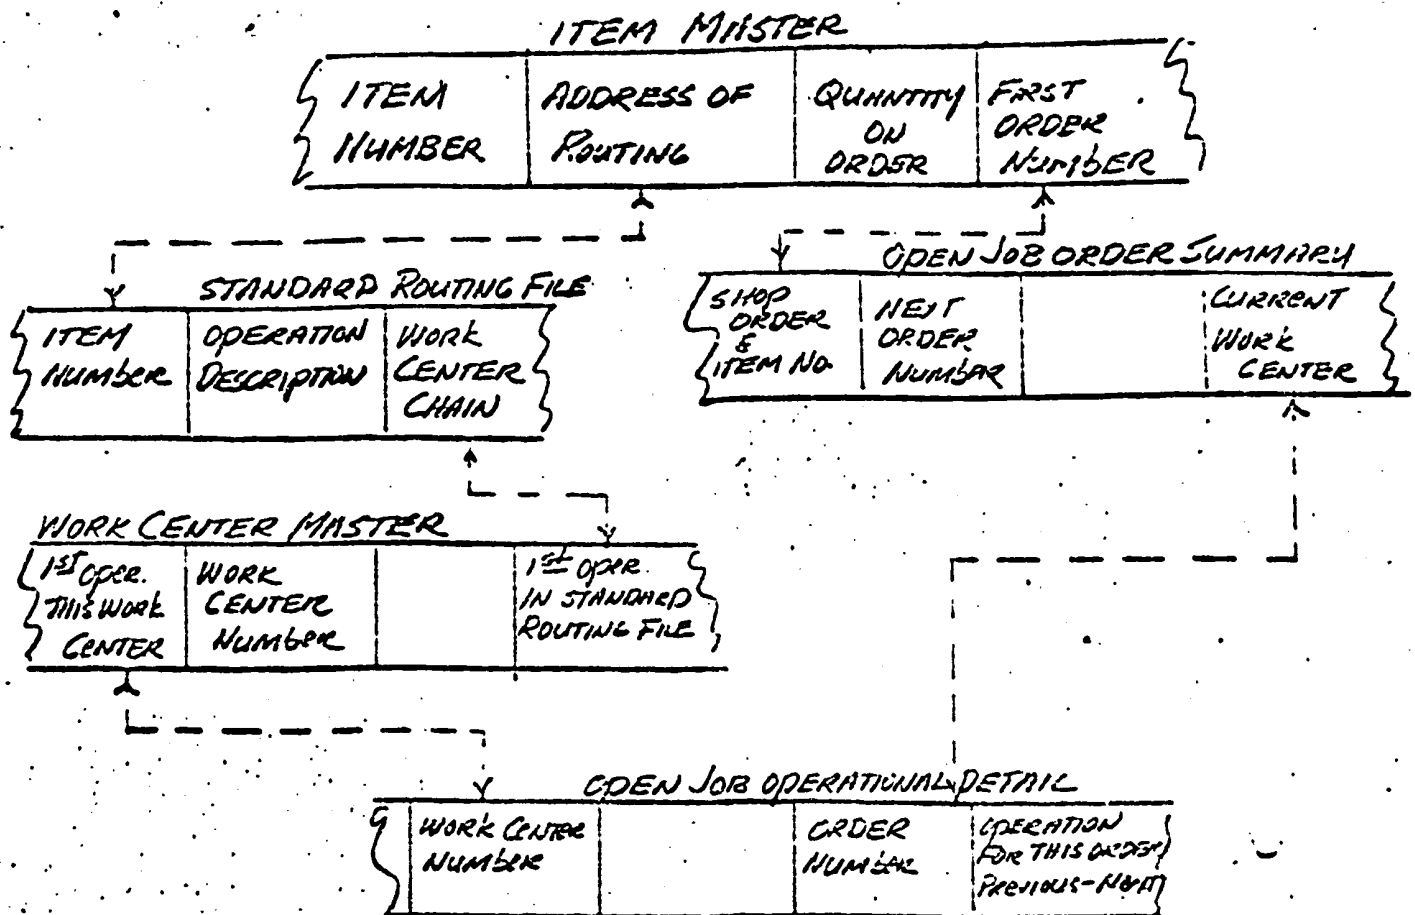 ITEM MASTER
ITEM
NUMBER
ADDRESS OF
ROUTING
QUANTITY
ON
ORDER
FIRST
ORDER
NUMBER
STANDARD ROUTING FILE
ITEM
NUMBER
OPERATION
DESCRIPTION
WORK
CENTER
CHAIN
OPEN JOB ORDER SUMMARY
SHOP
ORDER
&
ITEM NO.
NEXT
ORDER
NUMBER
CURRENT
WORK
CENTER
WORK CENTER MASTER
1ST OPER.
THIS WORK
CENTER
WORK
CENTER
NUMBER
1ST OPER.
IN STANDARD
ROUTING FILE
OPEN JOB OPERATIONAL DETAIL
WORK CENTER
NUMBER
ORDER
NUMBER
OPERATION
FOR THIS ORDER
PREVIOUS-NEXT